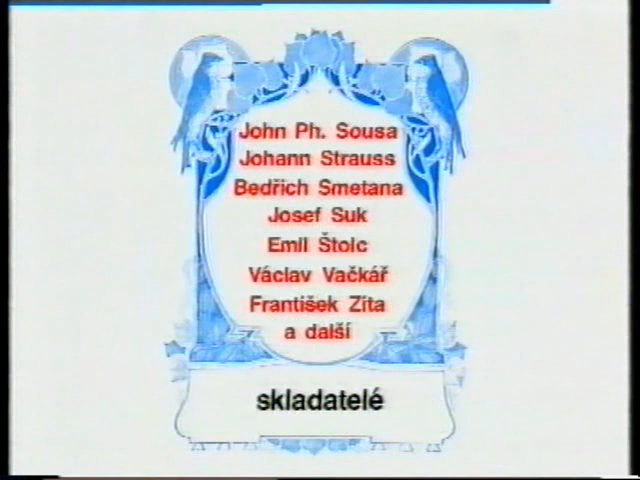 John Ph. Sousa
Johann Strauss
Bedřich Smetana
Josef Suk
Emil Štolc
Václav Vačkář
František Zíta
a další
skladatelé